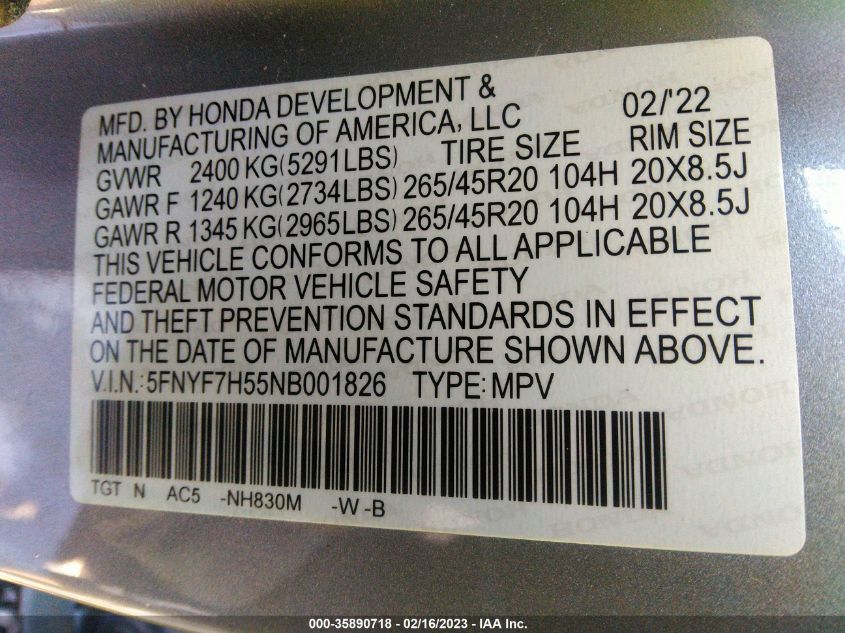 MFD. BY HONDA DEVELOPMENT &
MANUFACTURING OF AMERICA, LLC 02/'22
GVWR 2400 KG(5291LBS) TIRE SIZE RIM SIZE
GAWR F 1240 KG(2734LBS) 265/45R20 104H 20X8.5J
GAWR R 1345 KG(2965LBS) 265/45R20 104H 20X8.5J
THIS VEHICLE CONFORMS TO ALL APPLICABLE
FEDERAL MOTOR VEHICLE SAFETY
AND THEFT PREVENTION STANDARDS IN EFFECT
ON THE DATE OF MANUFACTURE SHOWN ABOVE.
V.I.N.: 5FNYF7H55NB001826 TYPE: MPV
TGT N AC5 -NH830M -W -B
000-35890718 - 02/16/2023 - IAA Inc.